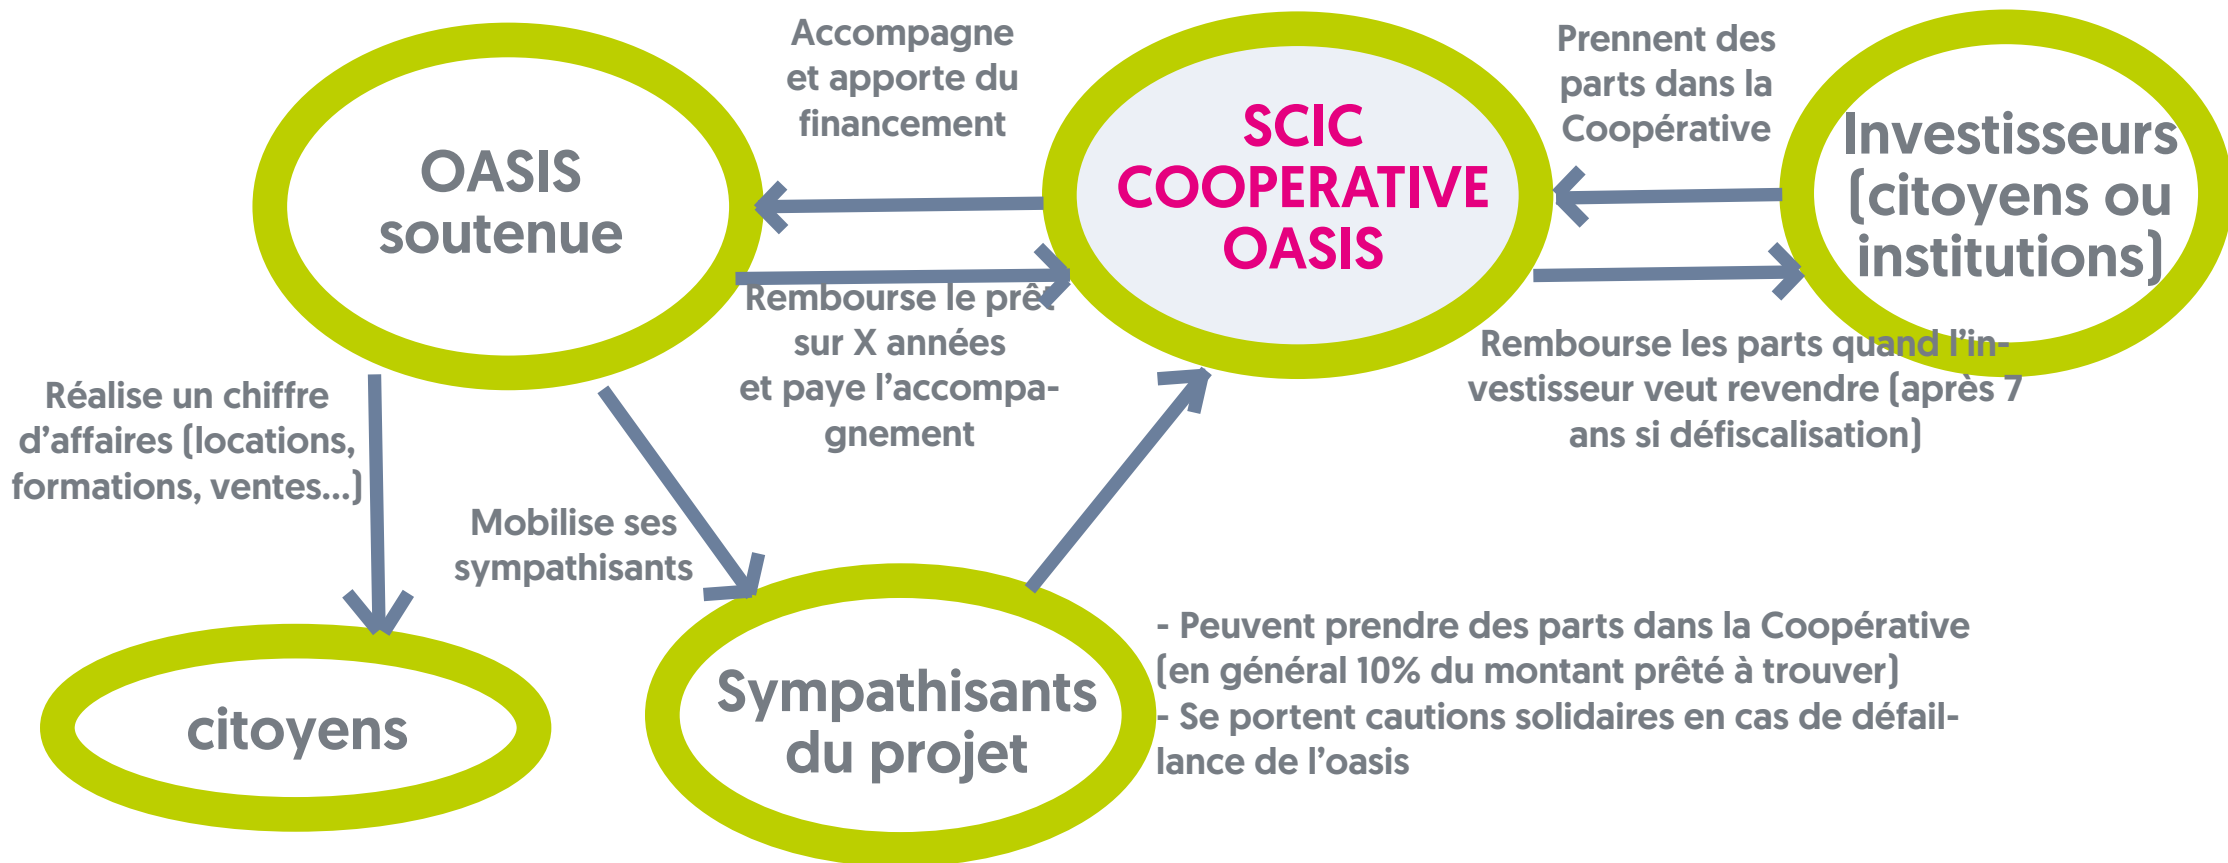 Accompagne
et apporte du
financement
Prennent des
parts dans la
Coopérative
OASIS
soutenue
SCIC
COOPERATIVE
OASIS
Investisseurs
(citoyens ou
institutions)
Rembourse le prêt
sur X années
et paye l’accompa-
gnement
Rembourse les parts quand l’in-
vestisseur veut revendre (après 7
ans si défiscalisation)
Réalise un chiffre
d’affaires (locations,
formations, ventes...)
Mobilise ses
sympathisants
citoyens
Sympathisants
du projet
- Peuvent prendre des parts dans la Coopérative
(en général 10% du montant prêté à trouver)
- Se portent cautions solidaires en cas de défail-
lance de l’oasis